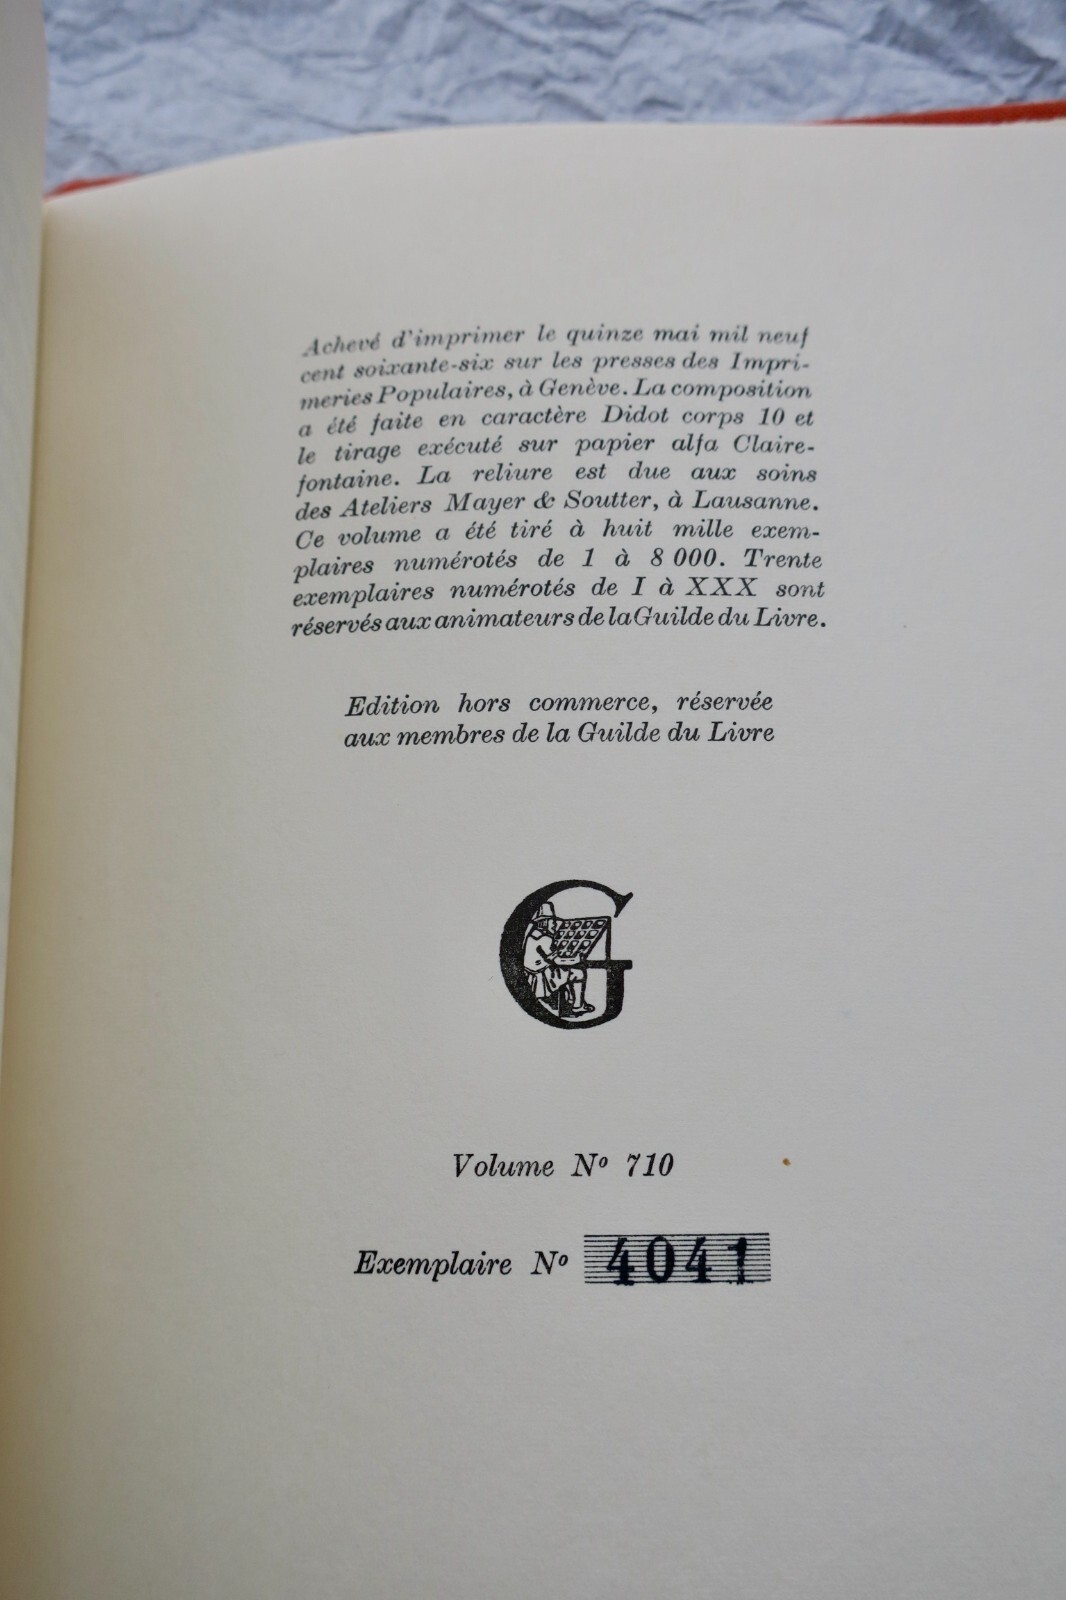 Achevé d'imprimer le quinze mai mil neuf
cent soixante-six sur les presses des Impri-
meries Populaires, à Genève. La composition
a été faite en caractère Didot corps 10 et
le tirage exécuté sur papier alfa Claire-
fontaine. La reliure est due aux soins
des Ateliers Mayer & Soutter, à Lausanne.
Ce volume a été tiré à huit mille exem-
plaires numérotés de 1 à 8 000. Trente
exemplaires numérotés de I à XXX sont
réservés aux animateurs de la Guilde du Livre.
Edition hors commerce, réservée
aux membres de la Guilde du Livre
G
Volume Nº 710
Exemplaire Nº 4041